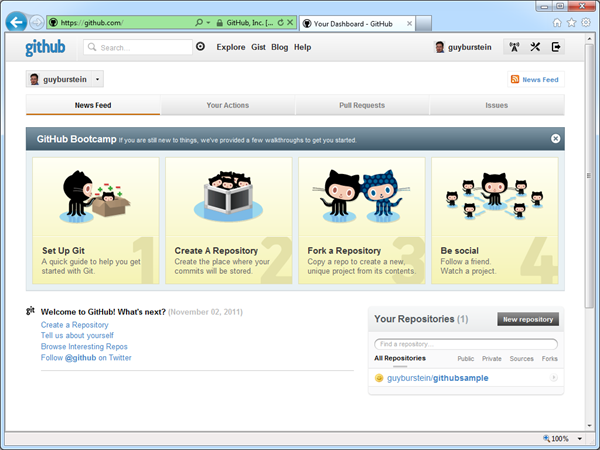 https://github.com/
GitHub, Inc. [...
Your Dashboard - GitHub
github
Search...
Explore Gist Blog Help
guyburstein
guyburstein
News Feed
News Feed
Your Actions
Pull Requests
Issues
GitHub Bootcamp If you are still new to things, we've provided a few walkthroughs to get you started.
1
Set Up Git
A quick guide to help you get
started with Git.
2
Create A Repository
Create the place where your
commits will be stored.
3
Fork a Repository
Copy a repo to create a new,
unique project from its contents.
4
Be social
Follow a friend.
Watch a project.
git
Welcome to GitHub! What's next? (November 02, 2011)
Create a Repository
Tell us about yourself
Browse Interesting Repos
Follow @github on Twitter
Your Repositories (1)
New repository
Find a repository...
All Repositories
Public
Private
Sources
Forks
guyburstein/githubsample
100%